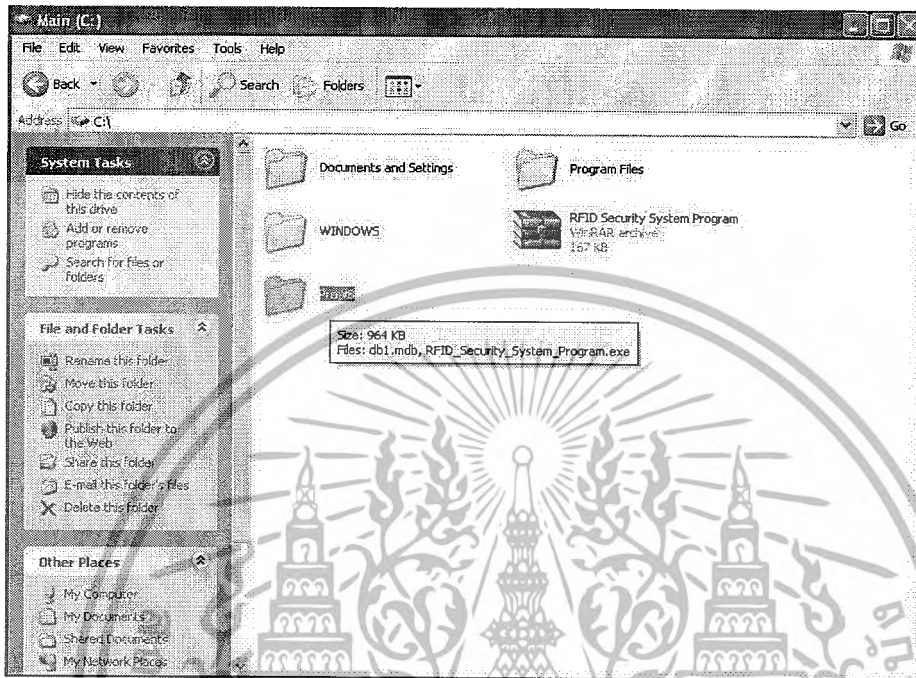 Main (C:)
File Edit View Favorites Tools Help
Back Search Folders
Address C:\ Go
System Tasks
Hide the contents of
this drive
Add or remove
programs
Search for files or
folders
File and Folder Tasks
Rename this folder
Move this folder
Copy this folder
Publish this folder to
the Web
Share this folder
E-mail this folder's files
Delete this folder
Other Places
My Computer
My Documents
Shared Documents
My Network Places
Documents and Settings
Program Files
WINDOWS
RFID Security System Program
WinRAR archive
167 KB
Size: 964 KB
Files: db1.mdb, RFID_Security_System_Program.exe